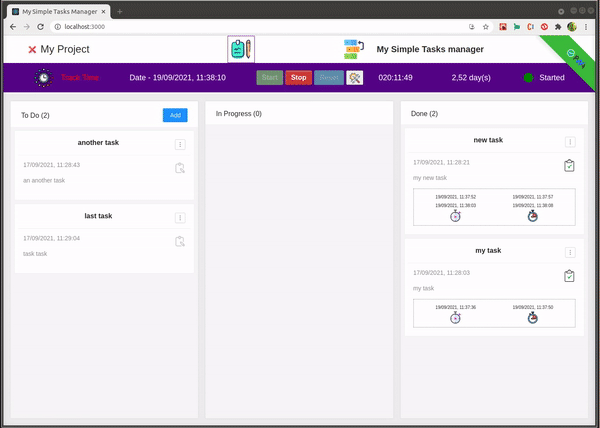 My Simple Tasks Manager
localhost:3000
My Project
My Simple Tasks manager
Track Time
Date - 19/09/2021, 11:38:10
Start
Stop
Reset
020:11:49
2,52 day(s)
Started
To Do (2)
Add
another task
17/09/2021, 11:28:43
an another task
last task
17/09/2021, 11:29:04
task task
In Progress (0)
Done (2)
new task
17/09/2021, 11:28:21
my new task
19/09/2021, 11:37:52
19/09/2021, 11:37:57
19/09/2021, 11:38:03
19/09/2021, 11:38:08
my task
17/09/2021, 11:28:03
my task
19/09/2021, 11:37:36
19/09/2021, 11:37:50